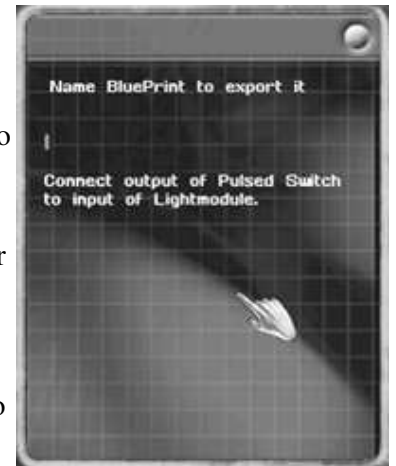 Name BluePrint to export it
Connect output of Pulsed Switch
to input of Lightmodule.